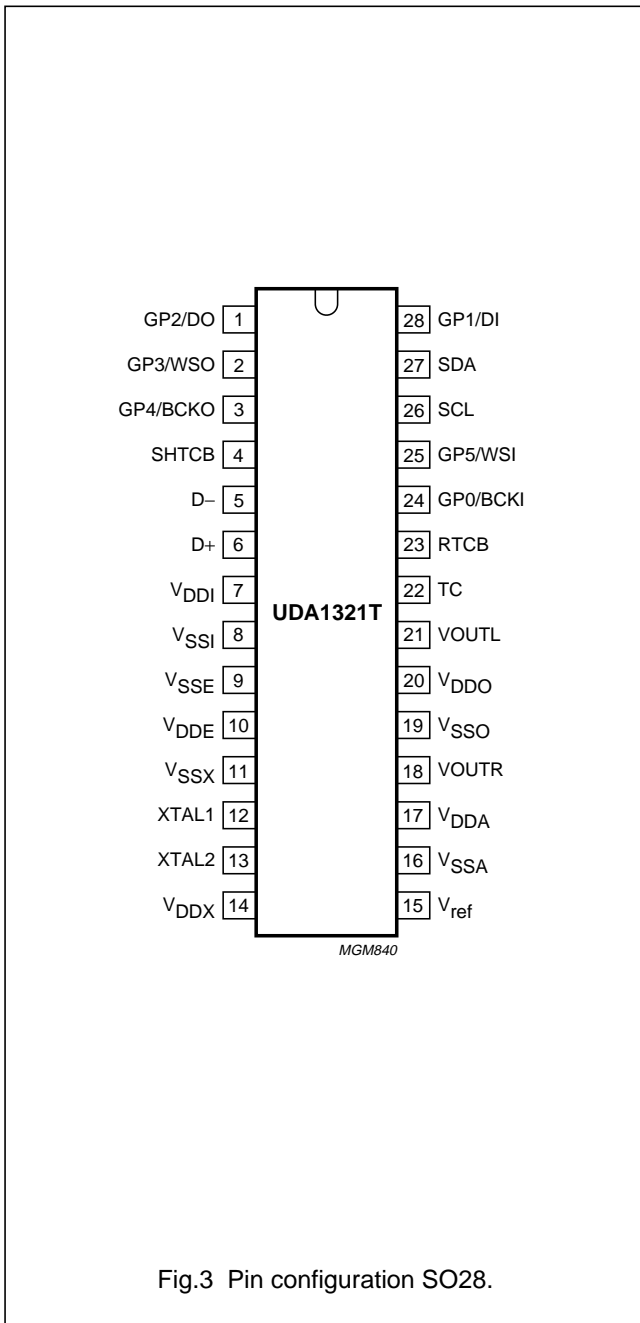 GP2/DO 1 28 GP1/DI
GP3/WSO 2 27 SDA
GP4/BCKO 3 26 SCL
SHTCB 4 25 GP5/WSI
D− 5 24 GP0/BCKI
D+ 6 23 RTCB
VDDI 7 22 TC
UDA1321T
VSSI 8 21 VOUTL
VSSE 9 20 VDDO
VDDE 10 19 VSSO
VSSX 11 18 VOUTR
XTAL1 12 17 VDDA
XTAL2 13 16 VSSA
VDDX 14 15 Vref
MGM840
Fig.3 Pin configuration SO28.